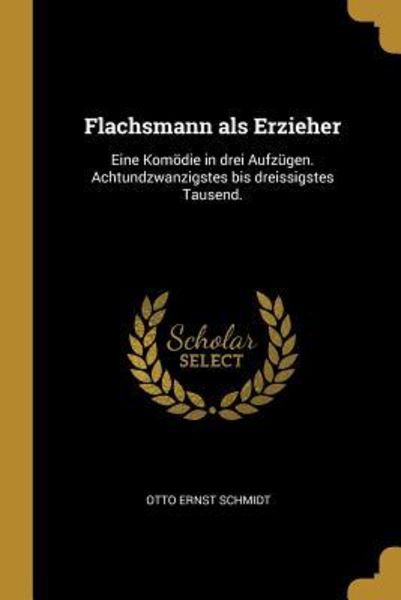 Flachsmann als Erzieher
Eine Komödie in drei Aufzügen.
Achtundzwanzigstes bis dreissigstes
Tausend.
Scholar
SELECT
OTTO ERNST SCHMIDT